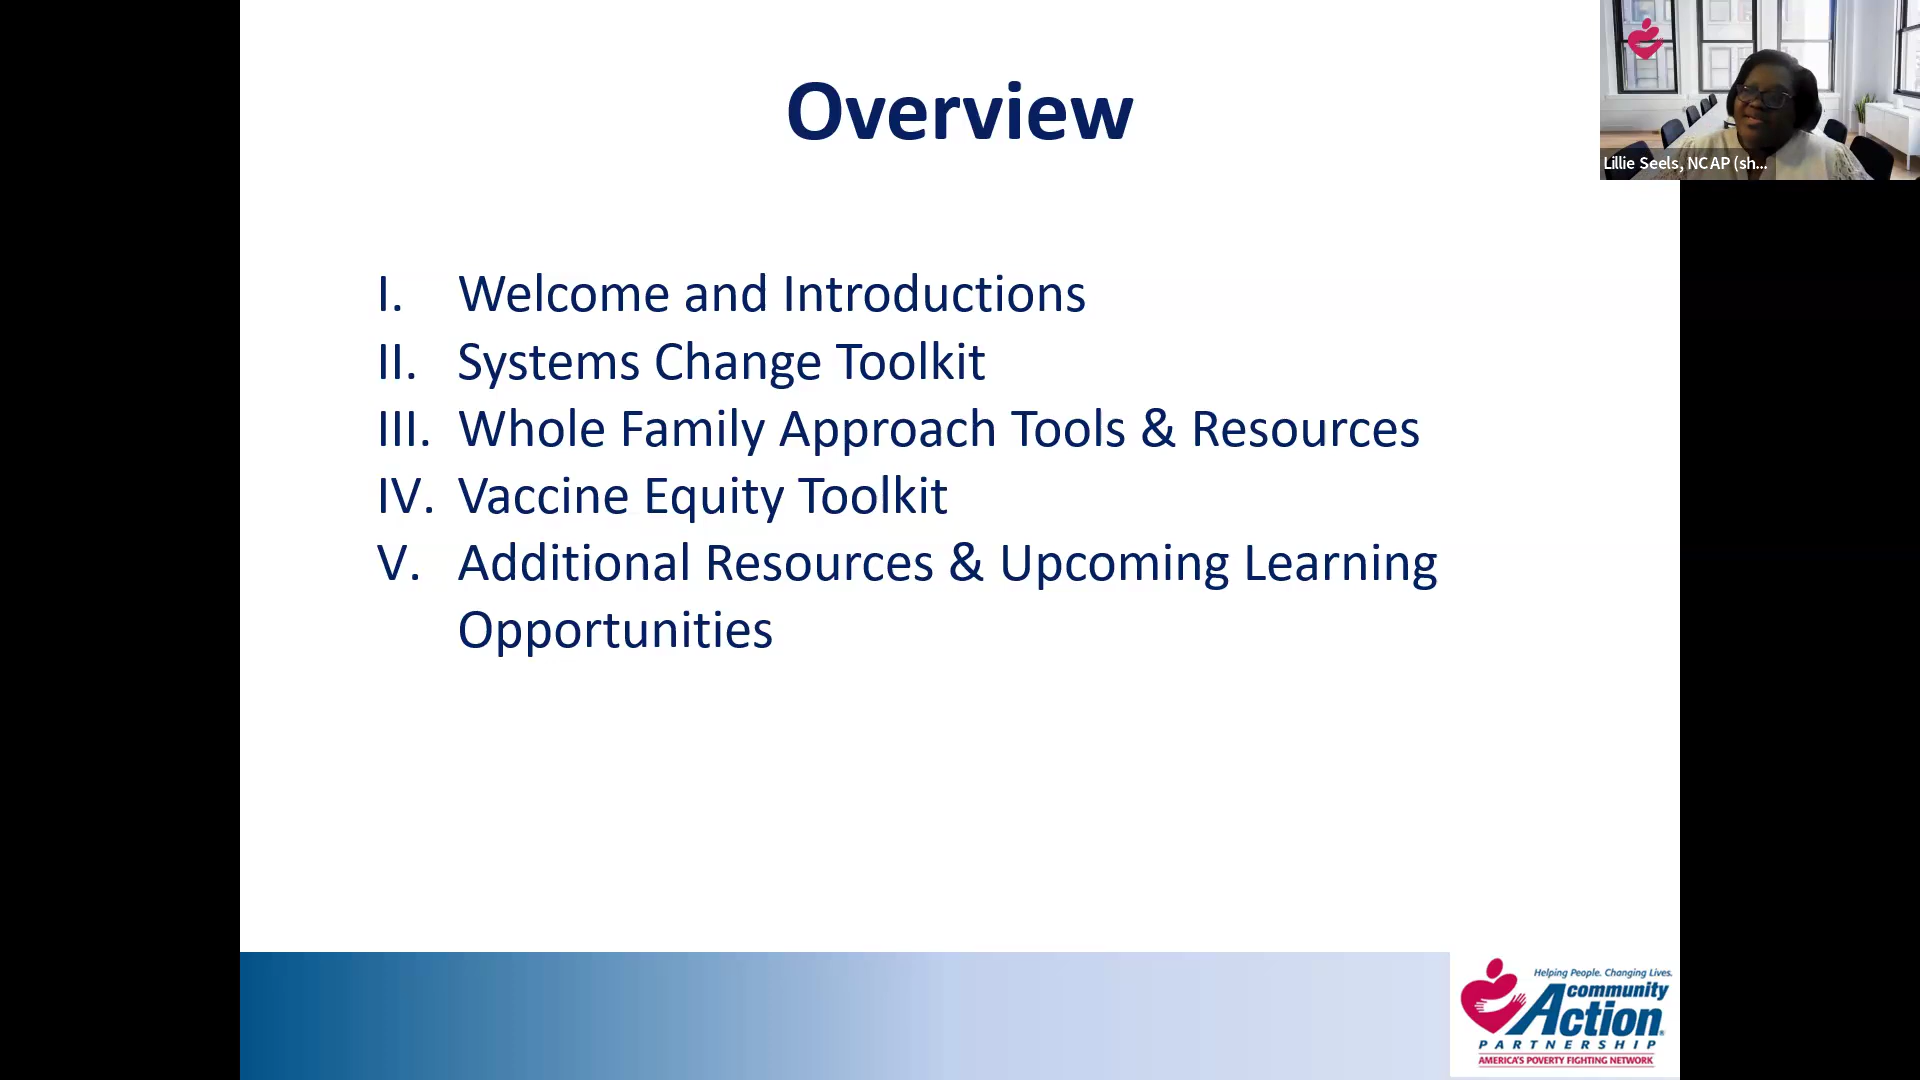 Overview
Lillie Seels, NCAP (sh...
I. Welcome and Introductions
II. Systems Change Toolkit
III. Whole Family Approach Tools & Resources
IV. Vaccine Equity Toolkit
V. Additional Resources & Upcoming Learning
Opportunities
Helping People. Changing Lives.
community
Action
PARTNERSHIP
AMERICA'S POVERTY FIGHTING NETWORK